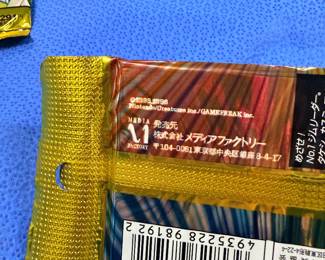 ©1995,1996
Nintendo/Creatures inc./GAMEFREAK inc.
MEDIA
FACTORY
発売元
株式会社 メディアファクトリー
〒104-0061 東京都中央区銀座8-4-17
めざせ!
No.1ジムリーダー。
4935228 98192 2